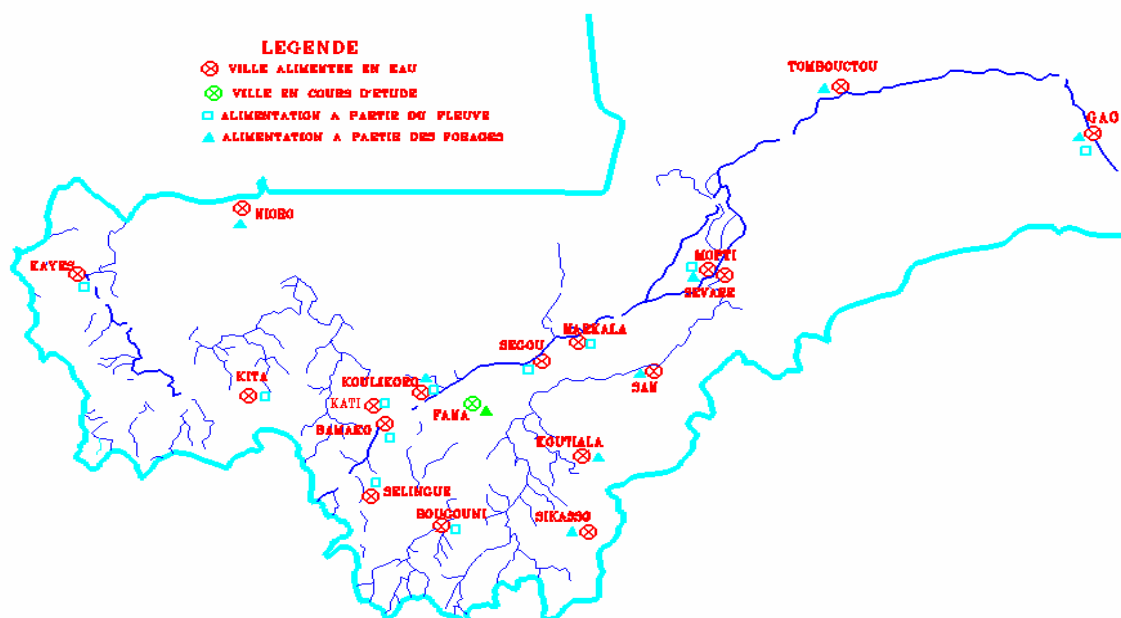 LEGENDE
VILLE ALIMENTEE EN EAU
VILLE EN COURS D'ETUDE
ALIMENTATION A PARTIR DU FLEUVE
ALIMENTATION A PARTIR DES FORAGES
TOMBOUCTOU
GAO
NIORO
KAYES
MOPTI
SEVARE
MARKALA
SEGOU
KITA
KOULIKORO
KATI
FANA
SAN
BAMAKO
KOUTIALA
SELINGUE
BOUGOUNI
SIKASSO